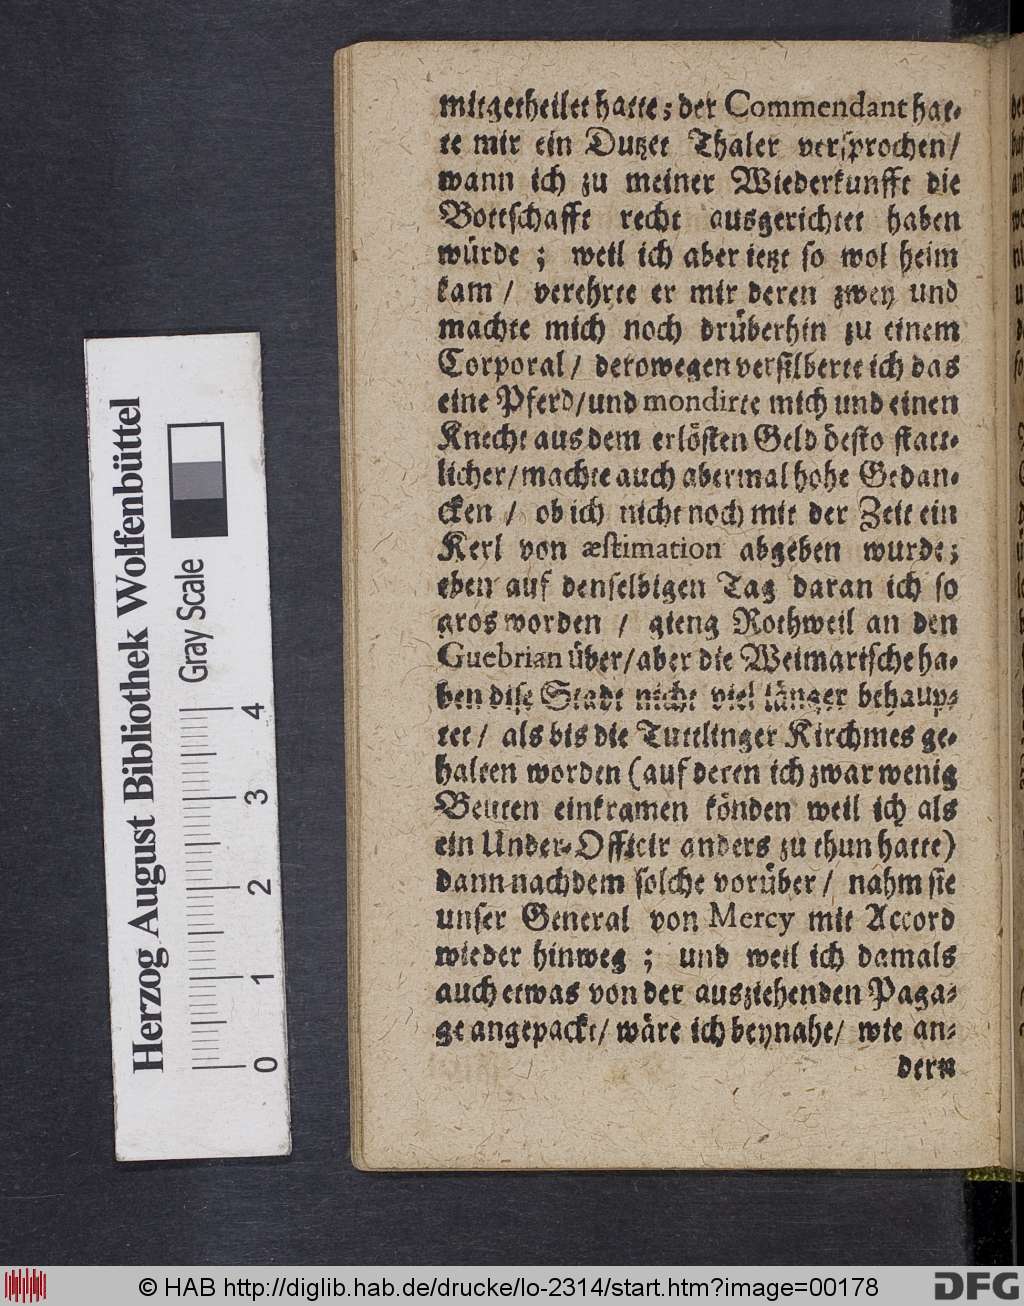 mitgetheilet hatte; der Commendant hat-
te mir ein Dutzet Thaler versprochen/
wann ich zu meiner Wiederkunfft die
Bottschafft recht ausgerichtet haben
würde ; weil ich aber ietzt so wol heim
kam / verehrte er mir deren zwey und
machte mich noch drüberhin zu einem
Corporal / derowegen versilberte ich das
eine Pferd/und mondirte mich und einen
Knecht aus dem erlösten Geld desto statt-
licher/machte auch abermal hohe Gedan-
cken / ob ich nicht noch mit der Zeit ein
Kerl von æstimation abgeben wurde;
eben auf denselbigen Tag daran ich so
gros worden / gieng Rothweil an den
Guebrian über/aber die Weimarische ha-
ben dise Stadt nicht viel länger behaup-
tet / als bis die Tuttlinger Kirchmes ge-
halten worden (auf deren ich zwar wenig
Beuten einkramen könden weil ich als
ein Under-Officir anders zu thun hatte)
dann nachdem solche vorüber / nahm sie
unser General von Mercy mit Accord
wieder hinweg ; und weil ich damals
auch etwas von der ausziehenden Paga-
ge angepackt/ wäre ich beynahe/ wie an-
dern
Herzog August Bibliothek Wolfenbüttel
Gray Scale
0 1 2 3 4
© HAB http://diglib.hab.de/drucke/lo-2314/start.htm?image=00178
DFG